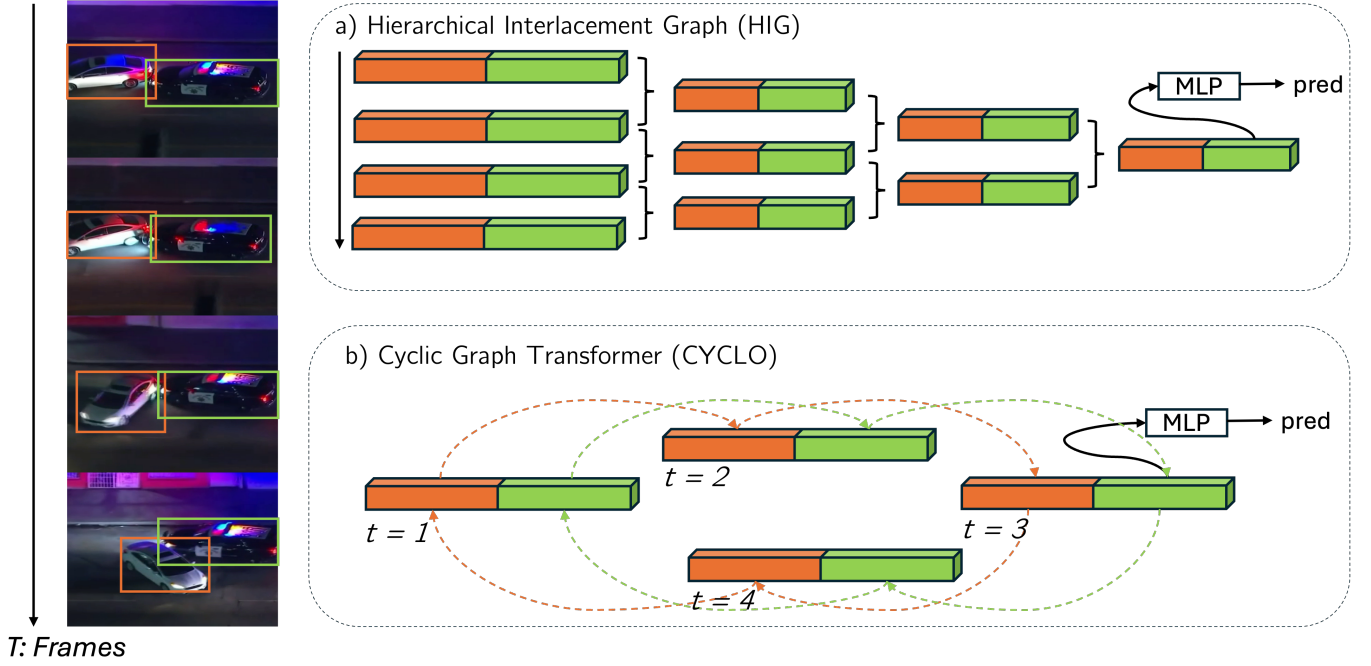 a) Hierarchical Interlacement Graph (HIG)
MLP
pred
b) Cyclic Graph Transformer (CYCLO)
MLP
pred
t = 2
t = 1
t = 3
t = 4
T: Frames